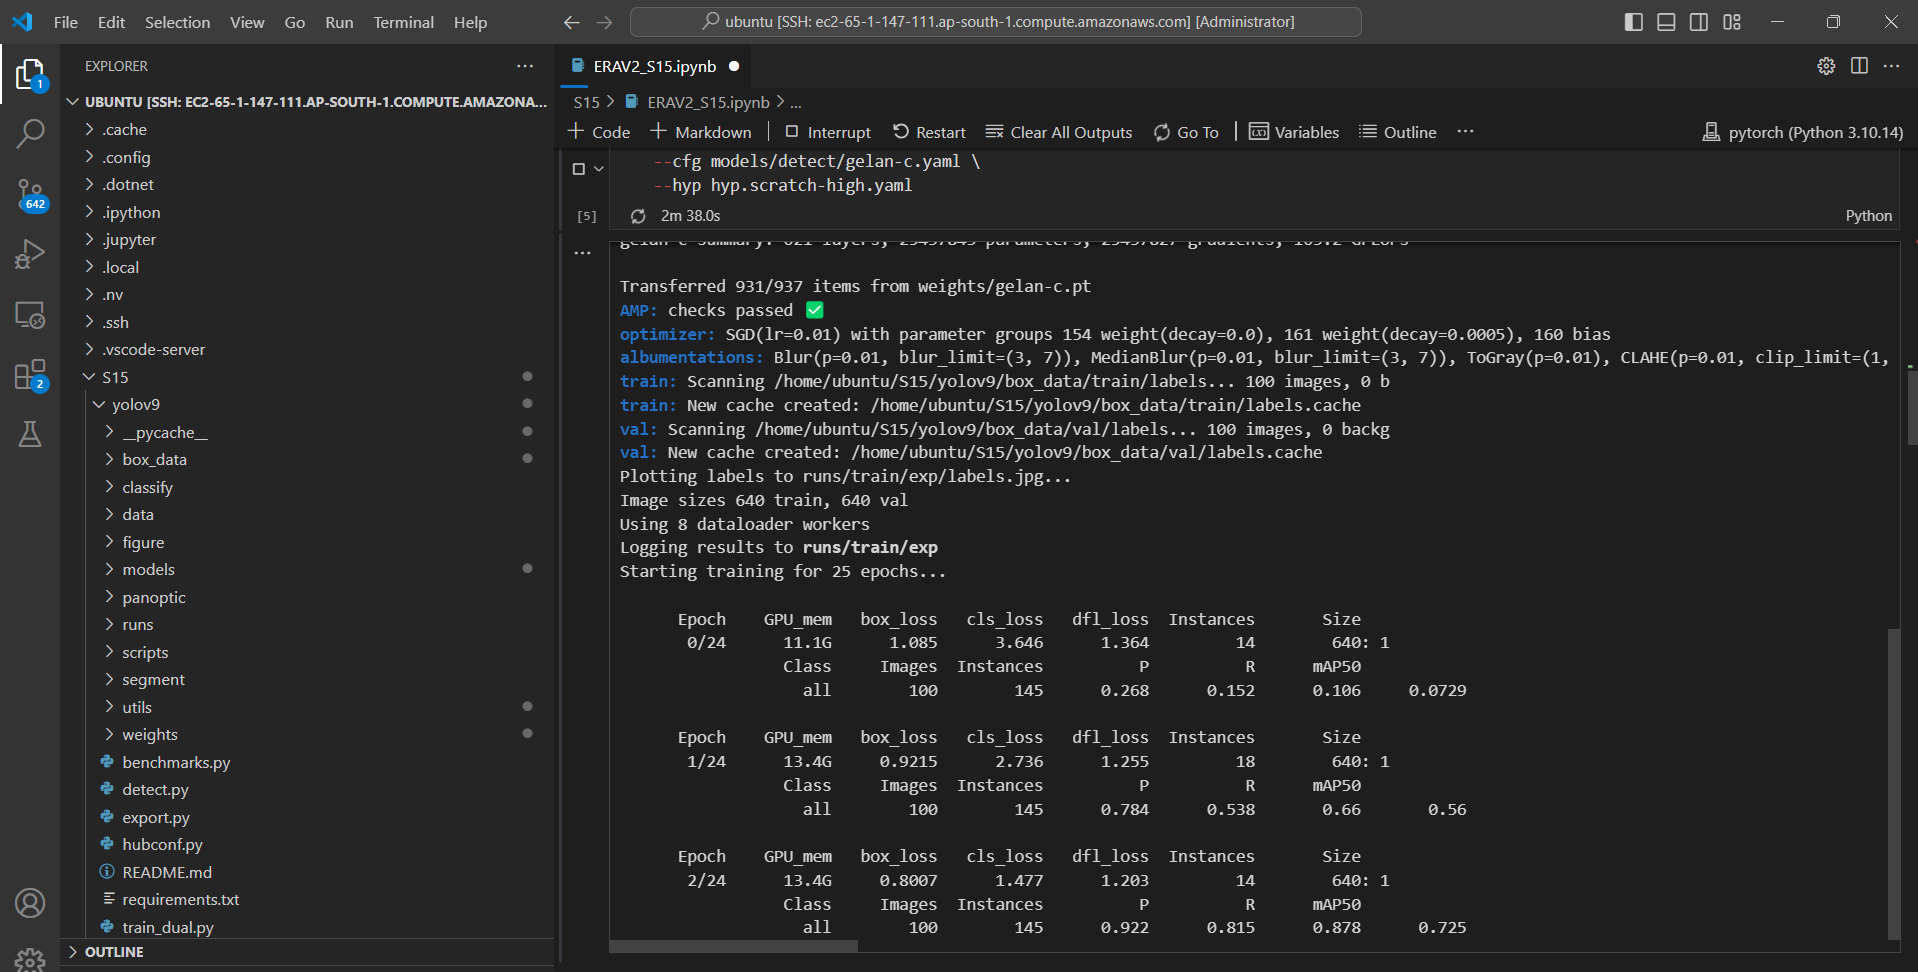 File Edit Selection View Go Run Terminal Help
ubuntu [SSH: ec2-65-1-147-111.ap-south-1.compute.amazonaws.com] [Administrator]
EXPLORER
UBUNTU [SSH: EC2-65-1-147-111.AP-SOUTH-1.COMPUTE.AMAZONA...
.cache
.config
.dotnet
.ipython
.jupyter
.local
.nv
.ssh
.vscode-server
S15
yolov9
__pycache__
box_data
classify
data
figure
models
panoptic
runs
scripts
segment
utils
weights
benchmarks.py
detect.py
export.py
hubconf.py
README.md
requirements.txt
train_dual.py
OUTLINE
1
642
2
ERAV2_S15.ipynb
S15 > ERAV2_S15.ipynb > ...
+ Code + Markdown | Interrupt Restart Clear All Outputs Go To | Variables Outline ...
pytorch (Python 3.10.14)
--cfg models/detect/gelan-c.yaml \
--hyp hyp.scratch-high.yaml
[5] 2m 38.0s Python
Transferred 931/937 items from weights/gelan-c.pt
AMP: checks passed ✅
optimizer: SGD(lr=0.01) with parameter groups 154 weight(decay=0.0), 161 weight(decay=0.0005), 160 bias
albumentations: Blur(p=0.01, blur_limit=(3, 7)), MedianBlur(p=0.01, blur_limit=(3, 7)), ToGray(p=0.01), CLAHE(p=0.01, clip_limit=(1,
train: Scanning /home/ubuntu/S15/yolov9/box_data/train/labels... 100 images, 0 b
train: New cache created: /home/ubuntu/S15/yolov9/box_data/train/labels.cache
val: Scanning /home/ubuntu/S15/yolov9/box_data/val/labels... 100 images, 0 backg
val: New cache created: /home/ubuntu/S15/yolov9/box_data/val/labels.cache
Plotting labels to runs/train/exp/labels.jpg...
Image sizes 640 train, 640 val
Using 8 dataloader workers
Logging results to runs/train/exp
Starting training for 25 epochs...
Epoch GPU_mem box_loss cls_loss dfl_loss Instances Size
0/24 11.1G 1.085 3.646 1.364 14 640: 1
Class Images Instances P R mAP50
all 100 145 0.268 0.152 0.106 0.0729
Epoch GPU_mem box_loss cls_loss dfl_loss Instances Size
1/24 13.4G 0.9215 2.736 1.255 18 640: 1
Class Images Instances P R mAP50
all 100 145 0.784 0.538 0.66 0.56
Epoch GPU_mem box_loss cls_loss dfl_loss Instances Size
2/24 13.4G 0.8007 1.477 1.203 14 640: 1
Class Images Instances P R mAP50
all 100 145 0.922 0.815 0.878 0.725